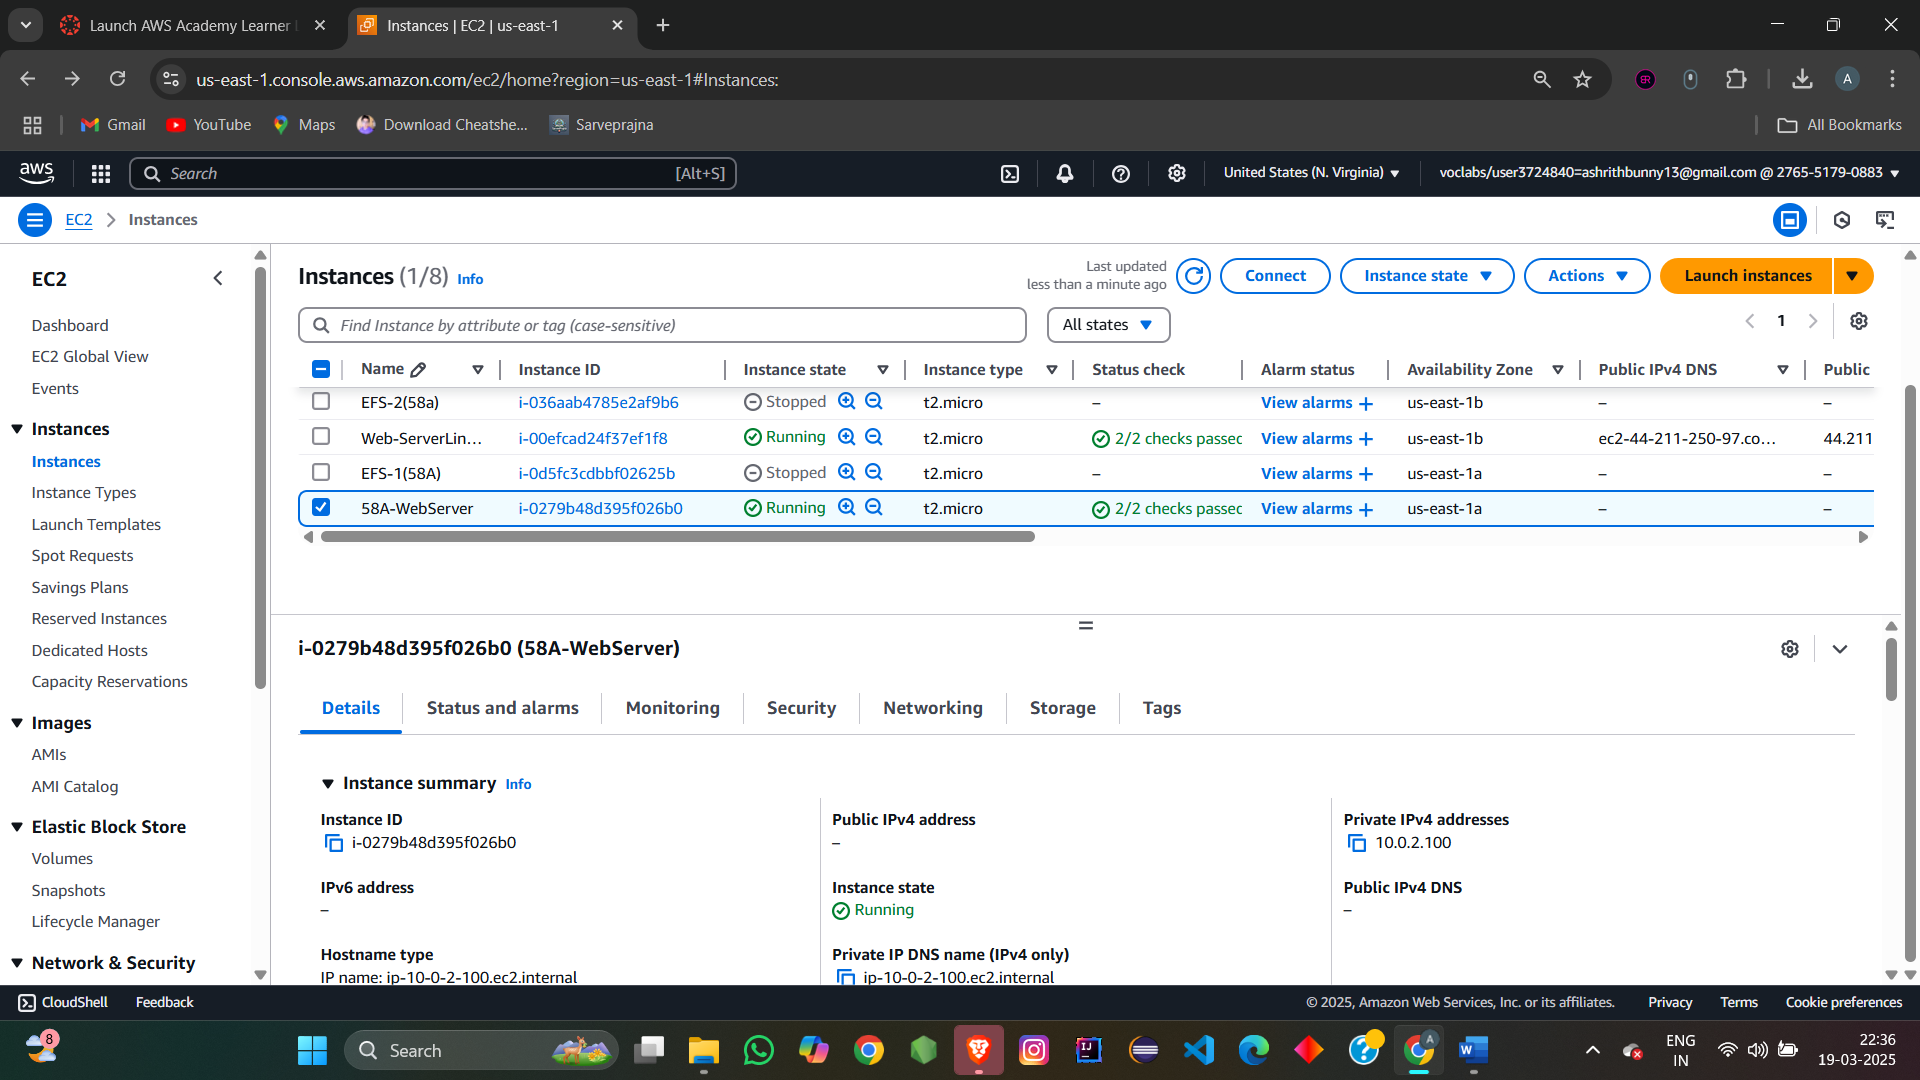 Launch AWS Academy Learner
Instances | EC2 | us-east-1
us-east-1.console.aws.amazon.com/ec2/home?region=us-east-1#Instances:
A
Gmail
YouTube
Maps
Download Cheatshe...
Sarveprajna
All Bookmarks
aws
Search
[Alt+S]
United States (N. Virginia)
voclabs/user3724840=ashrithbunny13@gmail.com @ 2765-5179-0883
EC2
Instances
EC2
Dashboard
EC2 Global View
Events
Instances
Instances
Instance Types
Launch Templates
Spot Requests
Savings Plans
Reserved Instances
Dedicated Hosts
Capacity Reservations
Images
AMIs
AMI Catalog
Elastic Block Store
Volumes
Snapshots
Lifecycle Manager
Network & Security
Instances (1/8) Info
Last updated
less than a minute ago
Connect
Instance state
Actions
Launch instances
Find Instance by attribute or tag (case-sensitive)
All states
1
Name Instance ID Instance state Instance type Status check Alarm status Availability Zone Public IPv4 DNS Public
EFS-2(58a) i-036aab4785e2af9b6 Stopped t2.micro – View alarms + us-east-1b – –
Web-ServerLin... i-00efcad24f37ef1f8 Running t2.micro 2/2 checks passec View alarms + us-east-1b ec2-44-211-250-97.co... 44.211
EFS-1(58A) i-0d5fc3cdbbf02625b Stopped t2.micro – View alarms + us-east-1a – –
58A-WebServer i-0279b48d395f026b0 Running t2.micro 2/2 checks passec View alarms + us-east-1a – –
i-0279b48d395f026b0 (58A-WebServer)
Details
Status and alarms
Monitoring
Security
Networking
Storage
Tags
Instance summary Info
Instance ID
i-0279b48d395f026b0
Public IPv4 address
–
Private IPv4 addresses
10.0.2.100
IPv6 address
–
Instance state
Running
Public IPv4 DNS
–
Hostname type
IP name: ip-10-0-2-100.ec2.internal
Private IP DNS name (IPv4 only)
ip-10-0-2-100.ec2.internal
CloudShell
Feedback
© 2025, Amazon Web Services, Inc. or its affiliates.
Privacy
Terms
Cookie preferences
8
Search
A
ENG
IN
22:36
19-03-2025